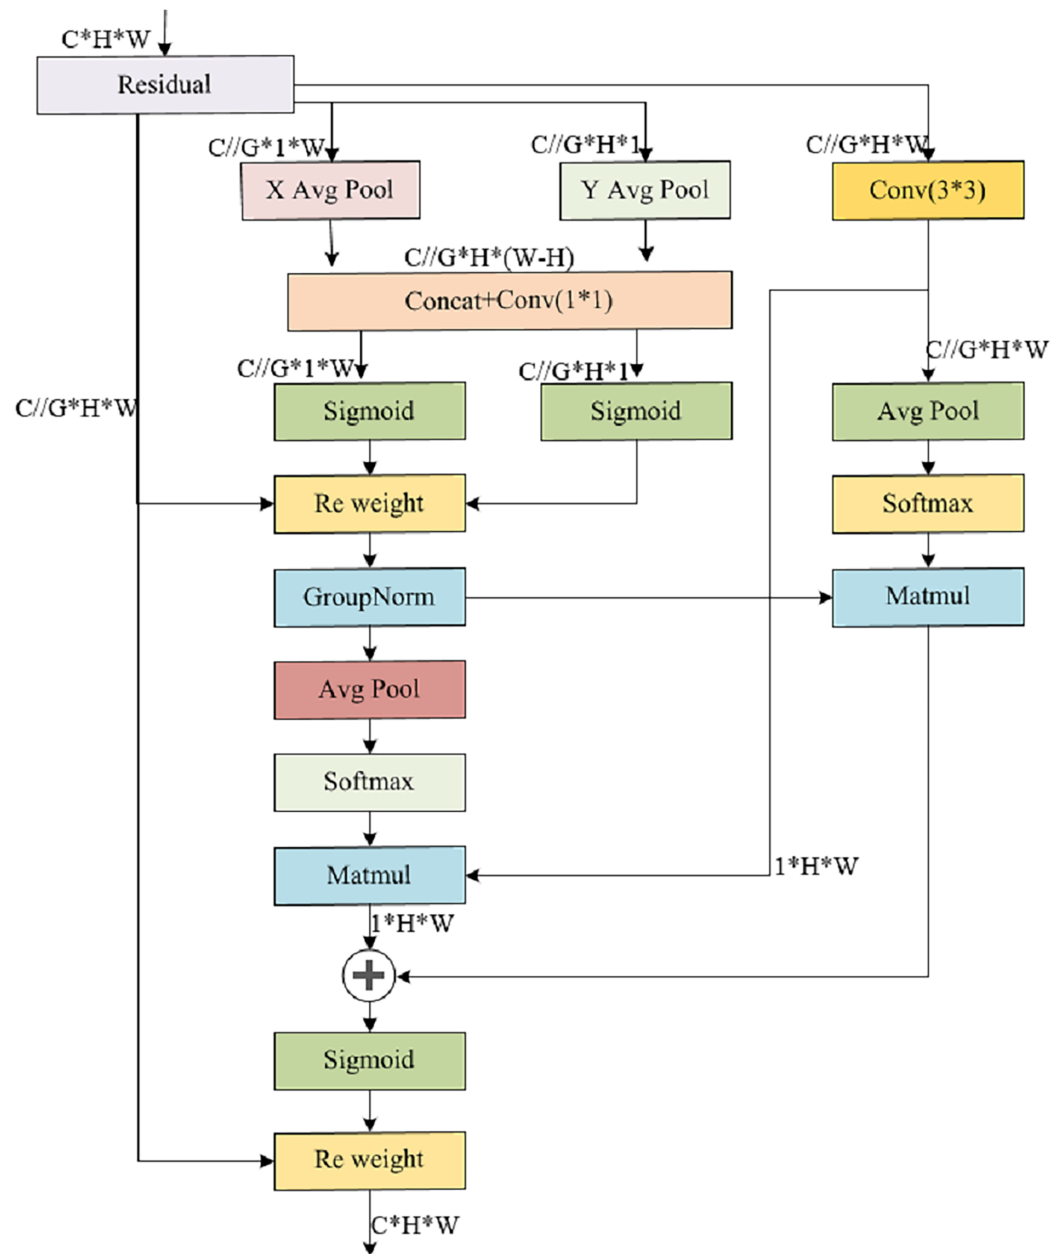 C*H*W
Residual
C//G*1*W
C//G*H*1
C//G*H*W
X Avg Pool
Y Avg Pool
Conv(3*3)
C//G*H*(W-H)
Concat+Conv(1*1)
C//G*H*W
C//G*1*W
C//G*H*1
C//G*H*W
Sigmoid
Sigmoid
Avg Pool
Re weight
Softmax
GroupNorm
Matmul
Avg Pool
Softmax
Matmul
1*H*W
1*H*W
Sigmoid
Re weight
C*H*W